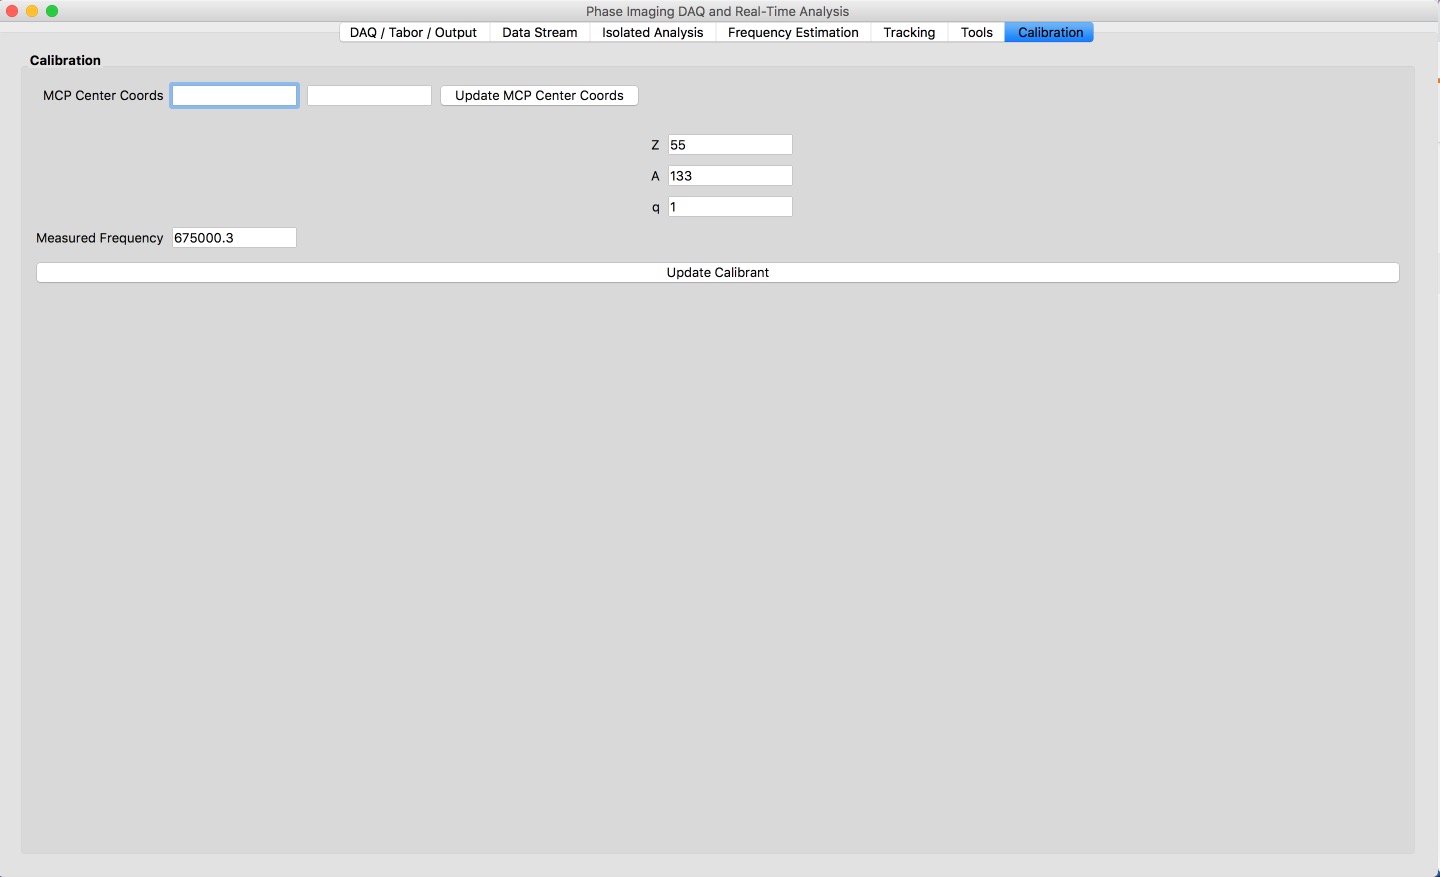 Phase Imaging DAQ and Real-Time Analysis
DAQ / Tabor / Output Data Stream Isolated Analysis Frequency Estimation Tracking Tools Calibration
Calibration
MCP Center Coords Update MCP Center Coords
Z 55
A 133
q 1
Measured Frequency 675000.3
Update Calibrant